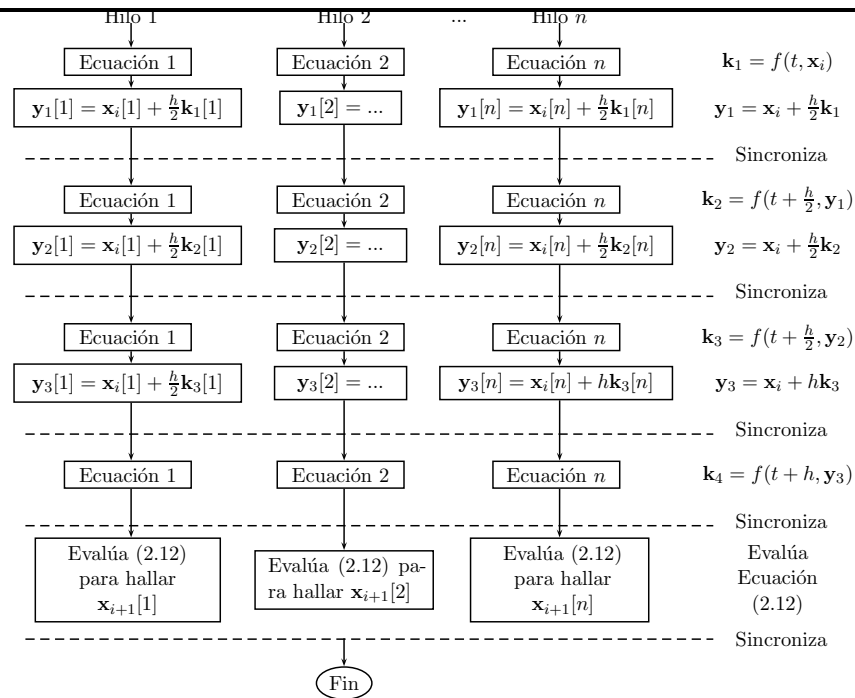 Hilo 1 Hilo 2 ... Hilo n
Ecuación 1 Ecuación 2 Ecuación n k₁ = f(t, xᵢ)
y₁[1] = xᵢ[1] + h/2 k₁[1] y₁[2] = ... y₁[n] = xᵢ[n] + h/2 k₁[n] y₁ = xᵢ + h/2 k₁
Sincroniza
Ecuación 1 Ecuación 2 Ecuación n k₂ = f(t + h/2, y₁)
y₂[1] = xᵢ[1] + h/2 k₂[1] y₂[2] = ... y₂[n] = xᵢ[n] + h/2 k₂[n] y₂ = xᵢ + h/2 k₂
Sincroniza
Ecuación 1 Ecuación 2 Ecuación n k₃ = f(t + h/2, y₂)
y₃[1] = xᵢ[1] + h/2 k₃[1] y₃[2] = ... y₃[n] = xᵢ[n] + hk₃[n] y₃ = xᵢ + hk₃
Sincroniza
Ecuación 1 Ecuación 2 Ecuación n k₄ = f(t + h, y₃)
Sincroniza
Evalúa (2.12)
para hallar
xᵢ₊₁[1]
Evalúa (2.12) pa-
ra hallar xᵢ₊₁[2]
Evalúa (2.12)
para hallar
xᵢ₊₁[n]
Evalúa
Ecuación
(2.12)
Sincroniza
Fin